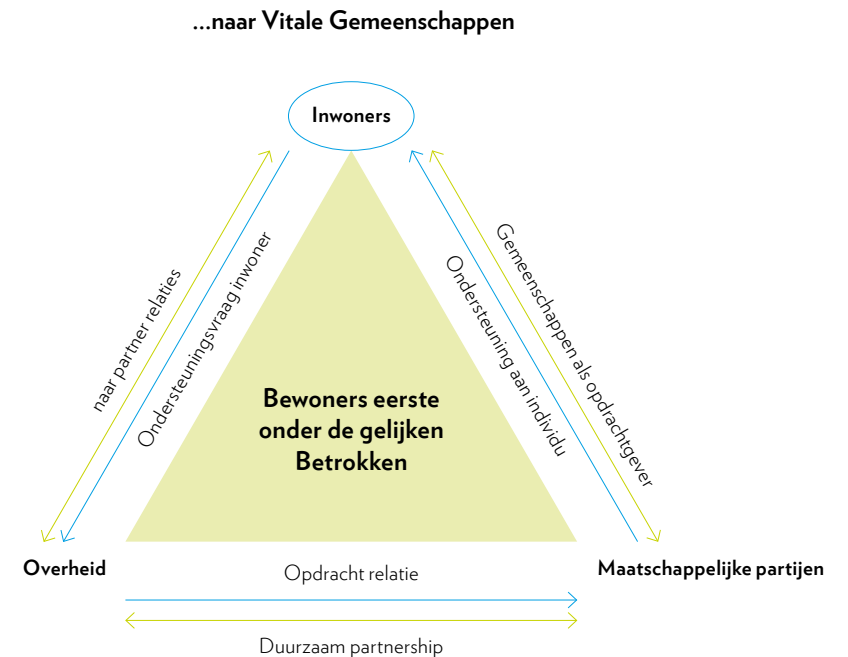 ...naar Vitale Gemeenschappen
Inwoners
naar partner relaties
Ondersteuningsvraag inwoner
Ondersteuning aan individu
Gemeenschappen als opdrachtgever
Bewoners eerste
onder de gelijken
Betrokken
Overheid
Opdracht relatie
Maatschappelijke partijen
Duurzaam partnership